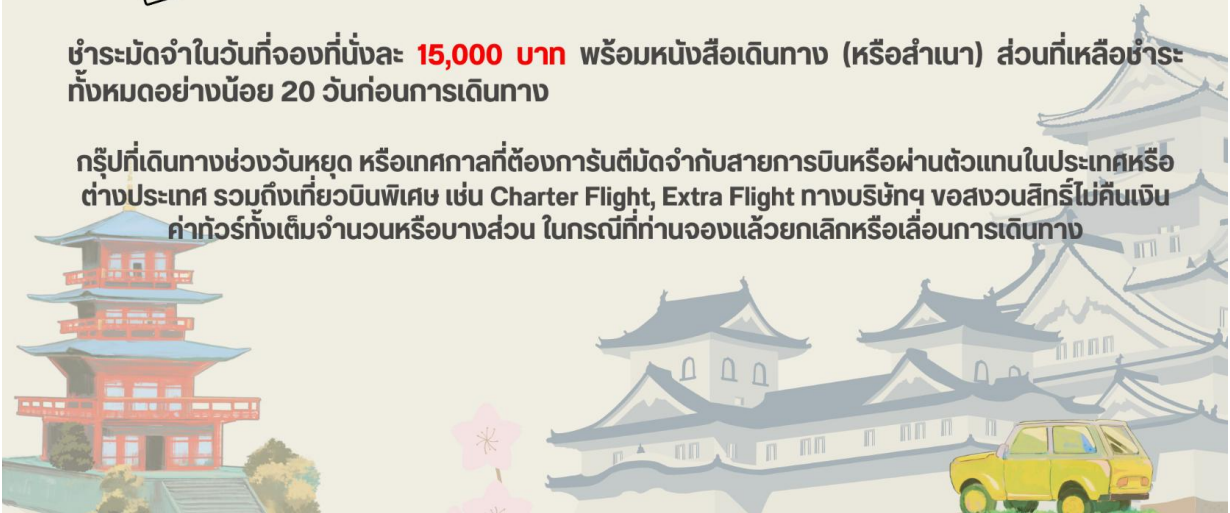 ชำระมัดจำในวันที่จองที่นั่งละ 15,000 บาท พร้อมหนังสือเดินทาง (หรือสำเนา) ส่วนที่เหลือชำระ
ทั้งหมดอย่างน้อย 20 วันก่อนการเดินทาง
กรุ๊ปที่เดินทางช่วงวันหยุด หรือเทศกาลที่ต้องการันตีมัดจำกับสายการบินหรือผ่านตัวแทนในประเทศหรือ
ต่างประเทศ รวมถึงเที่ยวบินพิเศษ เช่น Charter Flight, Extra Flight ทางบริษัทฯ ขอสงวนสิทธิ์ไม่คืนเงิน
ค่าทัวร์ทั้งเต็มจำนวนหรือบางส่วน ในกรณีที่ท่านจองแล้วยกเลิกหรือเลื่อนการเดินทาง